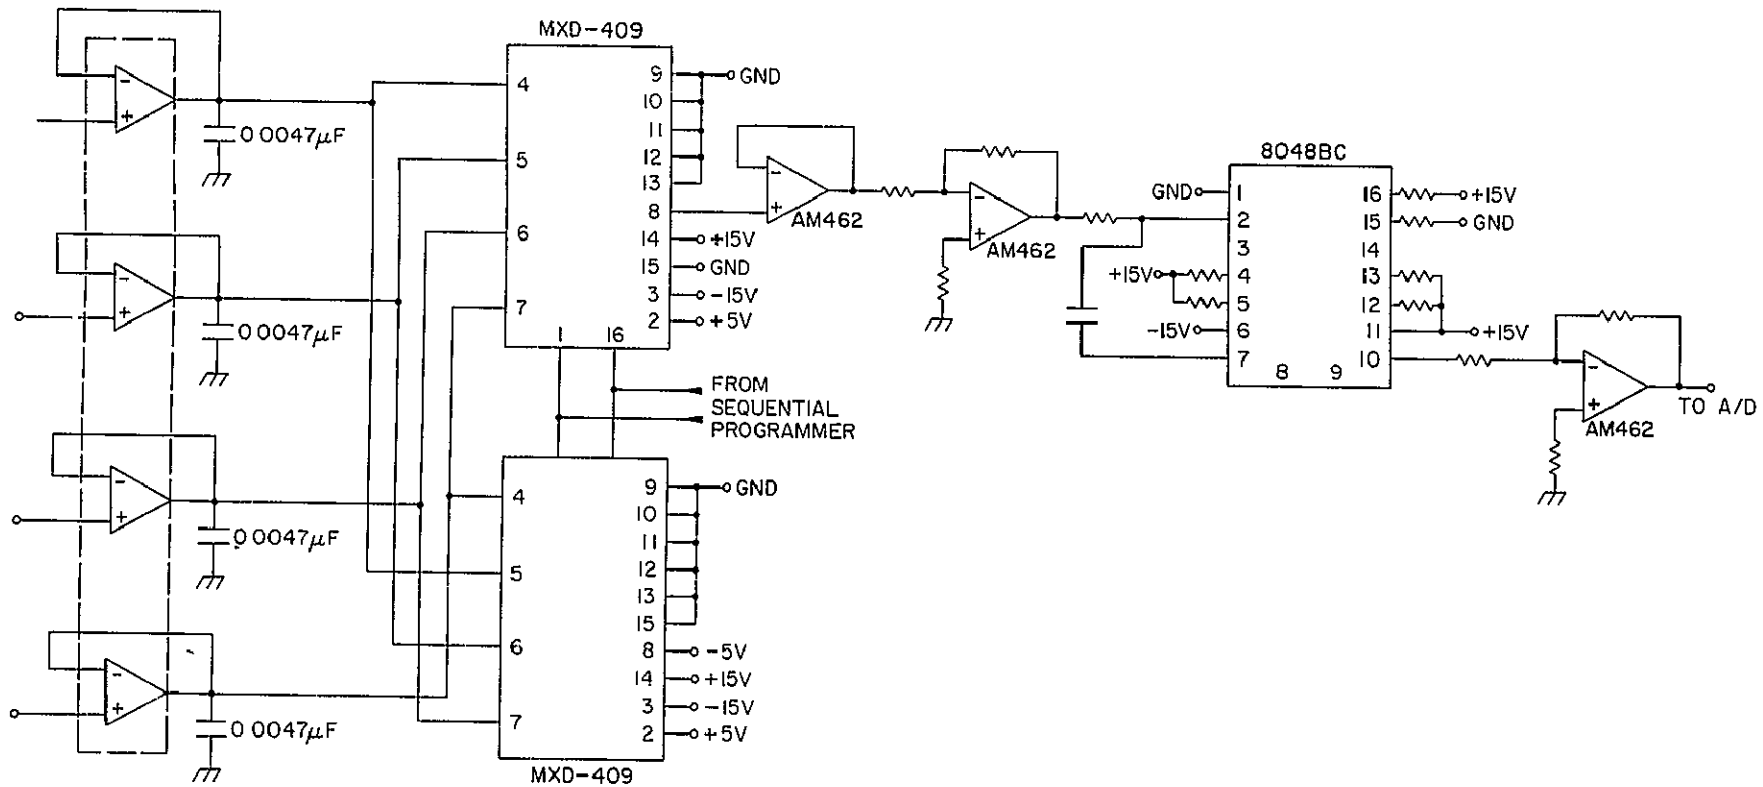 MXD-409
4
5
6
7
9
10
11
12
13
8
14
15
3
2
1
16
GND
+15V
GND
-15V
+5V
0.0047µF
0.0047µF
0.0047µF
0.0047µF
FROM
SEQUENTIAL
PROGRAMMER
4
5
6
7
9
10
11
12
13
15
8
14
3
2
GND
-5V
+15V
-15V
+5V
MXD-409
-
+
-
+
-
+
-
+
-
+
AM462
-
+
AM462
8048BC
GND
1
2
3
+15V
4
5
-15V
6
7
8
9
16
+15V
15
GND
14
13
12
11
+15V
10
-
+
AM462
TO A/D